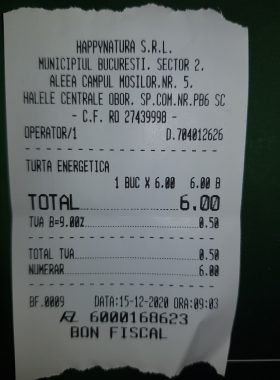 HAPPYNATURA S.R.L.
MUNICIPIUL BUCURESTI. SECTOR 2.
ALEEA CAMPUL MOSILOR.NR. 5.
HALELE CENTRALE OBOR. SP.COM.NR.PB6 SC
- C.F. RO 27439998 -
OPERATOR/1 D.704012626
TURTA ENERGETICA
1 BUC X 6.00 6.00 B
TOTAL 6,00
TVA B=9.00% 0.50
TOTAL TVA 0.50
NUMERAR 6.00
BF.0009 DATA:15-12-2020 ORA:09:03
6000168623
BON FISCAL